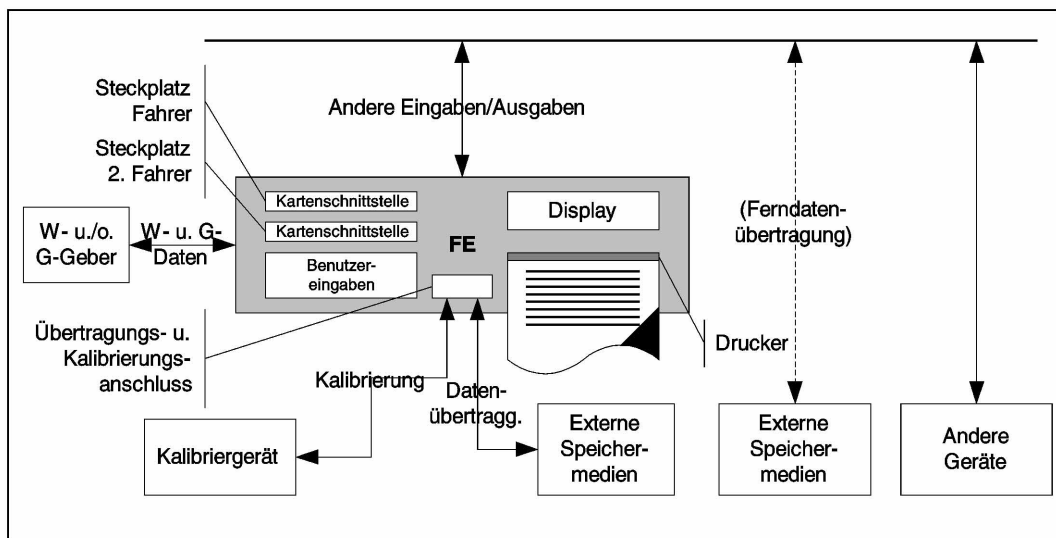 Steckplatz
Fahrer
Andere Eingaben/Ausgaben
Steckplatz
2. Fahrer
Kartenschnittstelle
Kartenschnittstelle
Display
FE
(Ferndaten-
übertragung)
W- u./o.
G-Geber
W- u. G-
Daten
Benutzer-
eingaben
Übertragungs- u.
Kalibrierungs-
anschluss
Drucker
Kalibrierung
Daten-
übertragg.
Kalibriergerät
Externe
Speicher-
medien
Externe
Speicher-
medien
Andere
Geräte